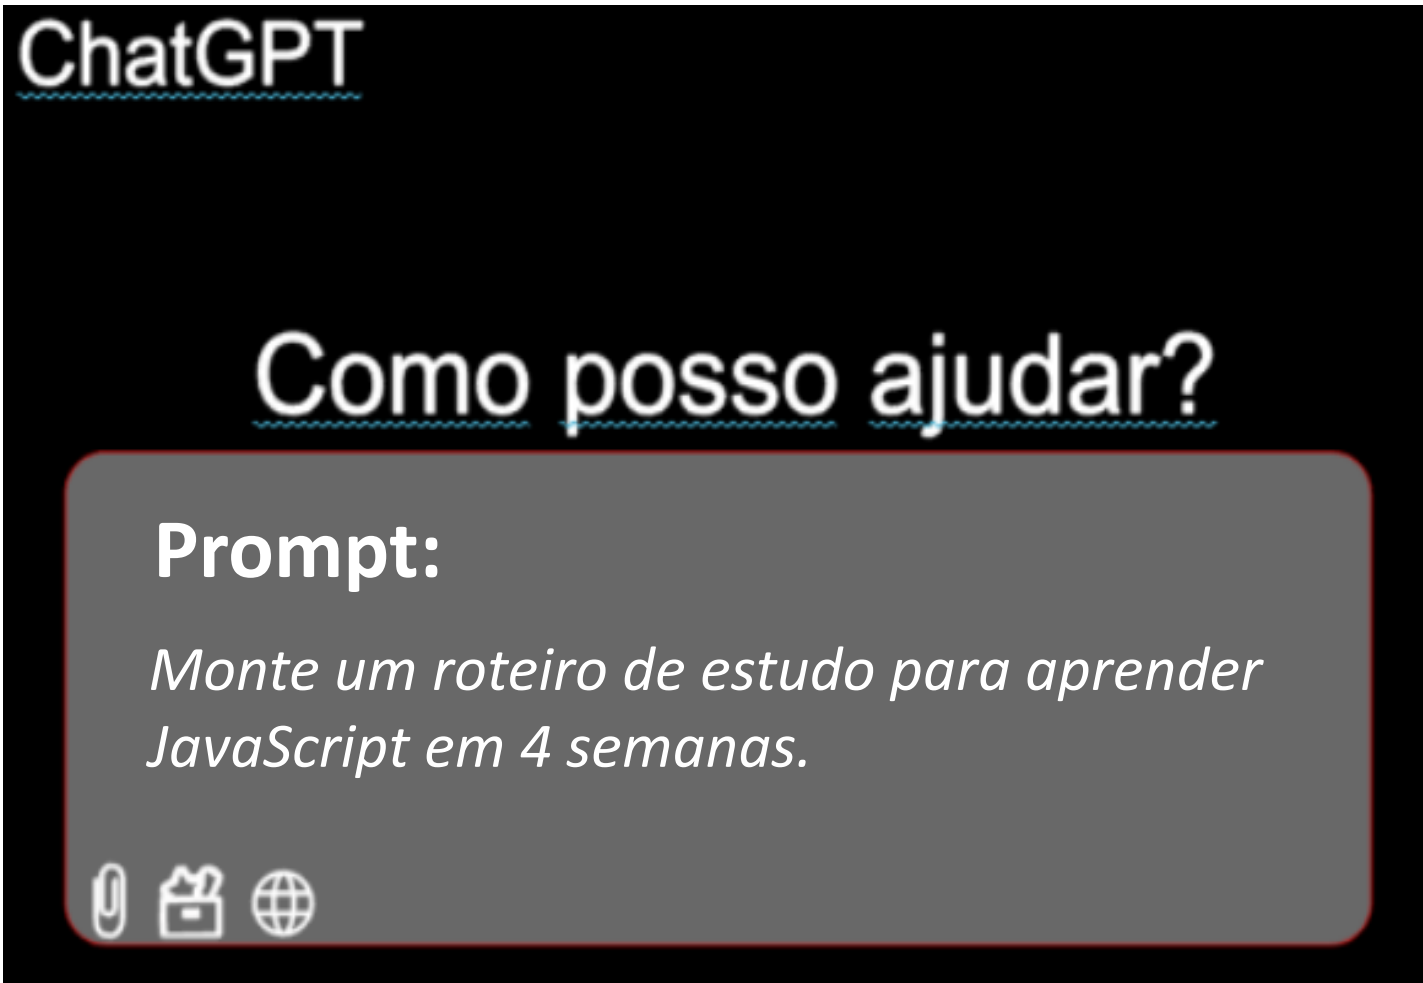 ChatGPT
Como posso ajudar?
Prompt:
Monte um roteiro de estudo para aprender
JavaScript em 4 semanas.